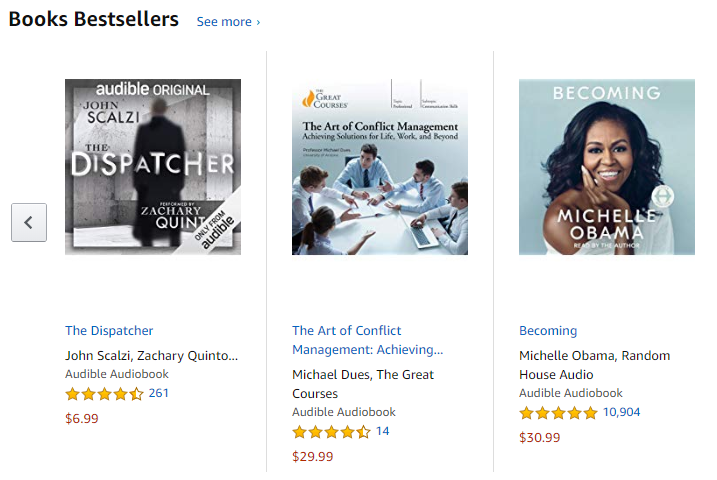 Books Bestsellers See more ›
audible ORIGINAL
JOHN
SCALZI
THE
DISPATCHER
PERFORMED BY
ZACHARY
QUINT
ONLY FROM
audible
The Dispatcher
John Scalzi, Zachary Quinto...
Audible Audiobook
261
$6.99
THE
GREAT
COURSES
Topic
Professional
Subtopic
Communication Skills
The Art of Conflict Management
Achieving Solutions for Life, Work, and Beyond
Professor Michael Dues
University of Arizona
The Art of Conflict
Management: Achieving...
Michael Dues, The Great
Courses
Audible Audiobook
14
$29.99
BECOMING
MICHELLE
OBAMA
READ BY THE AUTHOR
Becoming
Michelle Obama, Random
House Audio
Audible Audiobook
10,904
$30.99